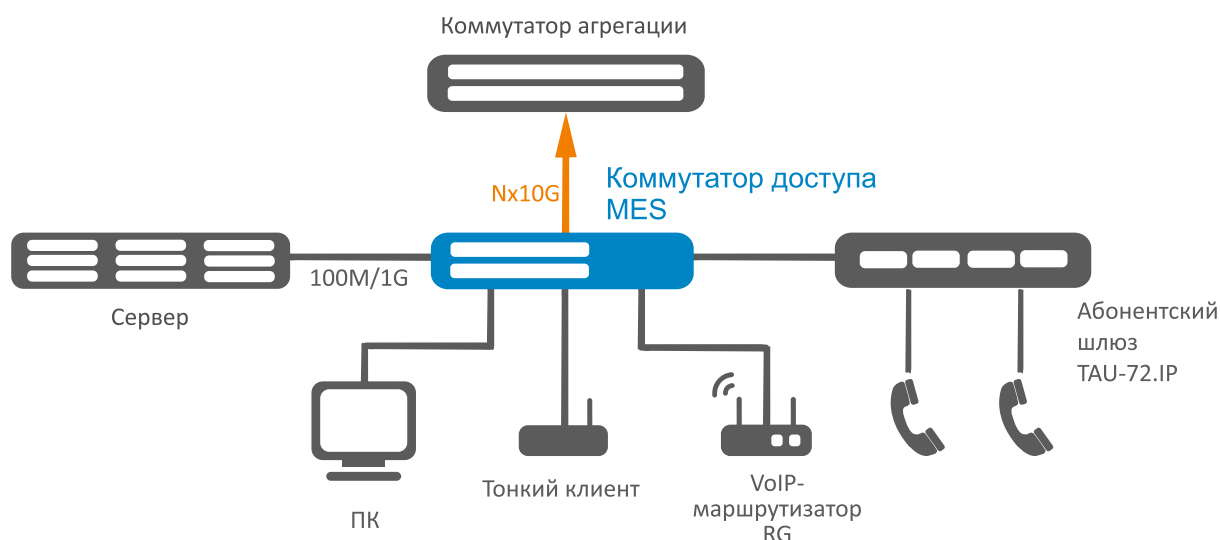 Коммутатор агрегации
Nx10G
Коммутатор доступа
MES
100M/1G
Сервер
Абонентский
шлюз
TAU-72.IP
ПК
Тонкий клиент
VoIP-
маршрутизатор
RG